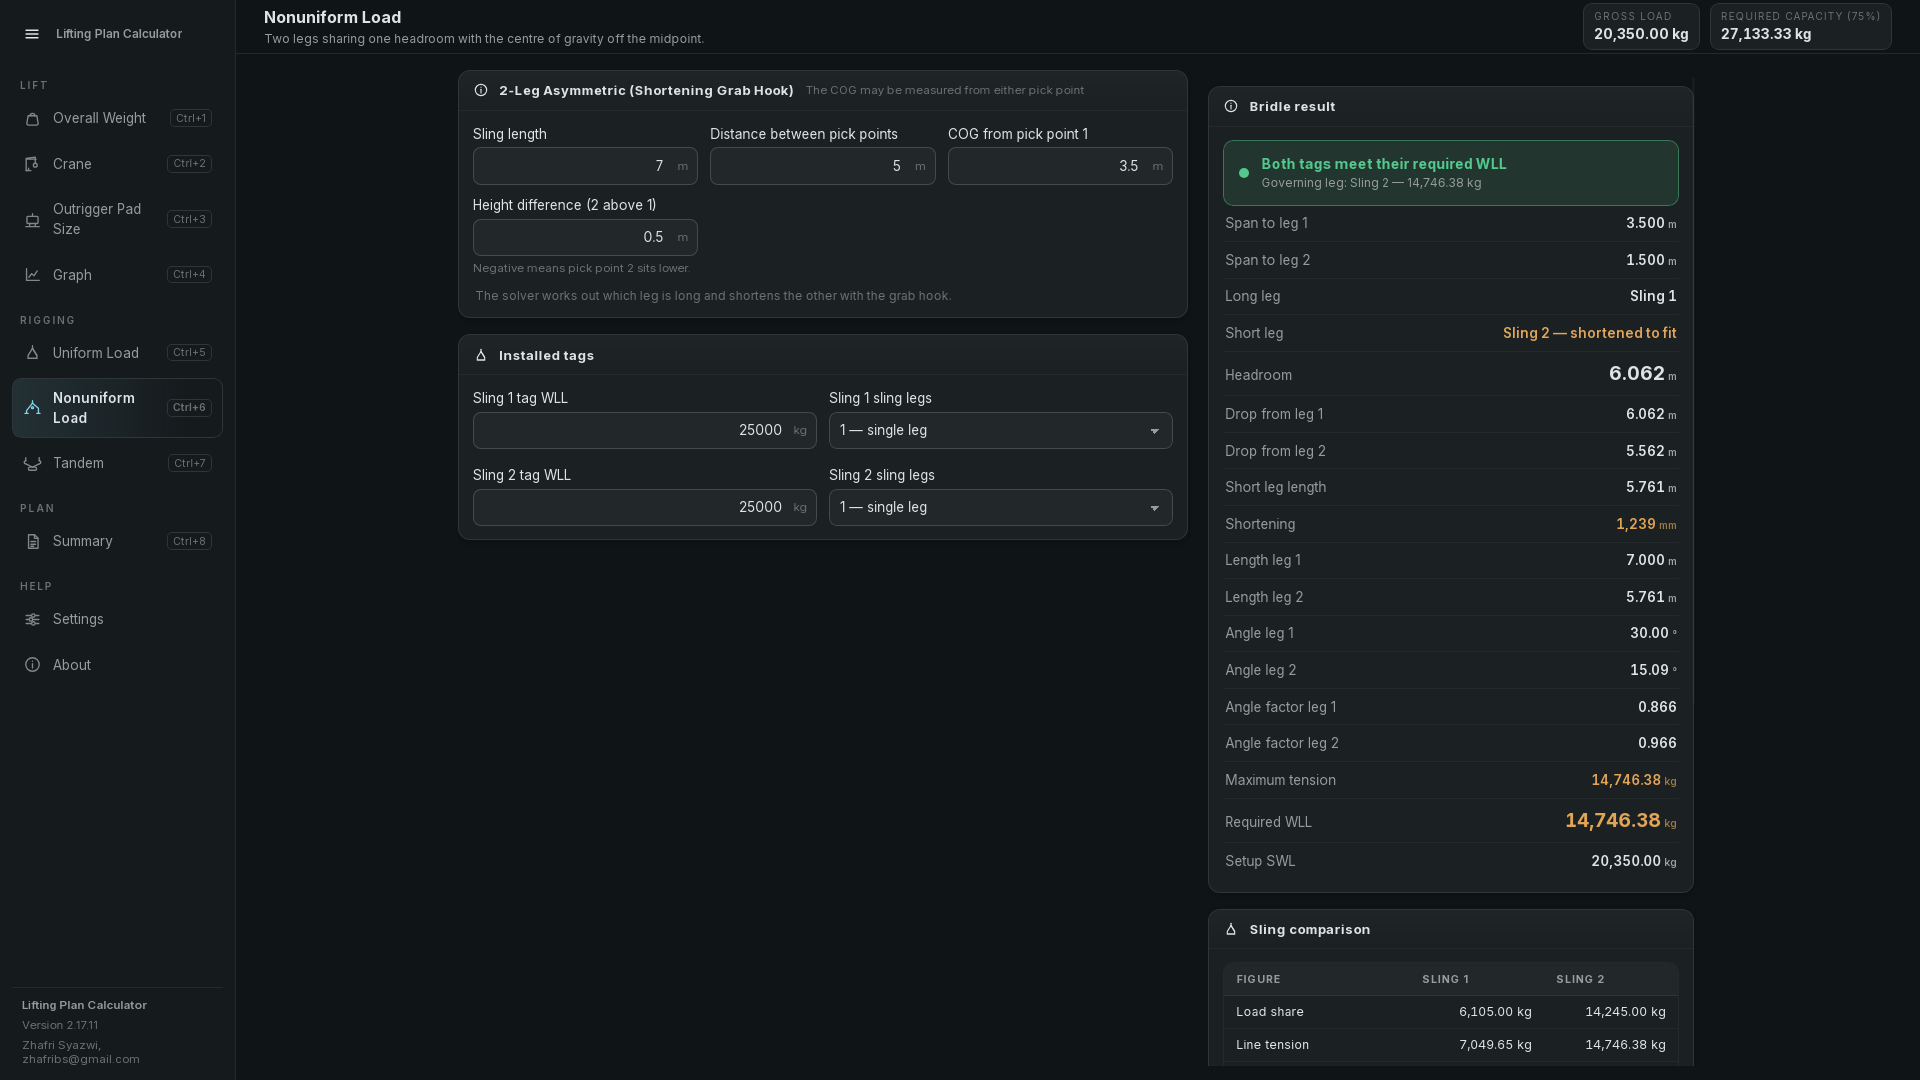 Lifting Plan Calculator
LIFT
Overall Weight Ctrl+1
Crane Ctrl+2
Outrigger Pad
Size Ctrl+3
Graph Ctrl+4
RIGGING
Uniform Load Ctrl+5
Nonuniform
Load Ctrl+6
Tandem Ctrl+7
PLAN
Summary Ctrl+8
HELP
Settings
About
Lifting Plan Calculator
Version 2.17.11
Zhafri Syazwi,
zhafribs@gmail.com
Nonuniform Load
Two legs sharing one headroom with the centre of gravity off the midpoint.
GROSS LOAD
20,350.00 kg
REQUIRED CAPACITY (75%)
27,133.33 kg
2-Leg Asymmetric (Shortening Grab Hook) The COG may be measured from either pick point
Sling length
7 m
Distance between pick points
5 m
COG from pick point 1
3.5 m
Height difference (2 above 1)
0.5 m
Negative means pick point 2 sits lower.
The solver works out which leg is long and shortens the other with the grab hook.
Installed tags
Sling 1 tag WLL
25000 kg
Sling 1 sling legs
1 — single leg
Sling 2 tag WLL
25000 kg
Sling 2 sling legs
1 — single leg
Bridle result
Both tags meet their required WLL
Governing leg: Sling 2 — 14,746.38 kg
Span to leg 1 3.500 m
Span to leg 2 1.500 m
Long leg Sling 1
Short leg Sling 2 — shortened to fit
Headroom 6.062 m
Drop from leg 1 6.062 m
Drop from leg 2 5.562 m
Short leg length 5.761 m
Shortening 1,239 mm
Length leg 1 7.000 m
Length leg 2 5.761 m
Angle leg 1 30.00 °
Angle leg 2 15.09 °
Angle factor leg 1 0.866
Angle factor leg 2 0.966
Maximum tension 14,746.38 kg
Required WLL 14,746.38 kg
Setup SWL 20,350.00 kg
Sling comparison
FIGURE SLING 1 SLING 2
Load share 6,105.00 kg 14,245.00 kg
Line tension 7,049.65 kg 14,746.38 kg